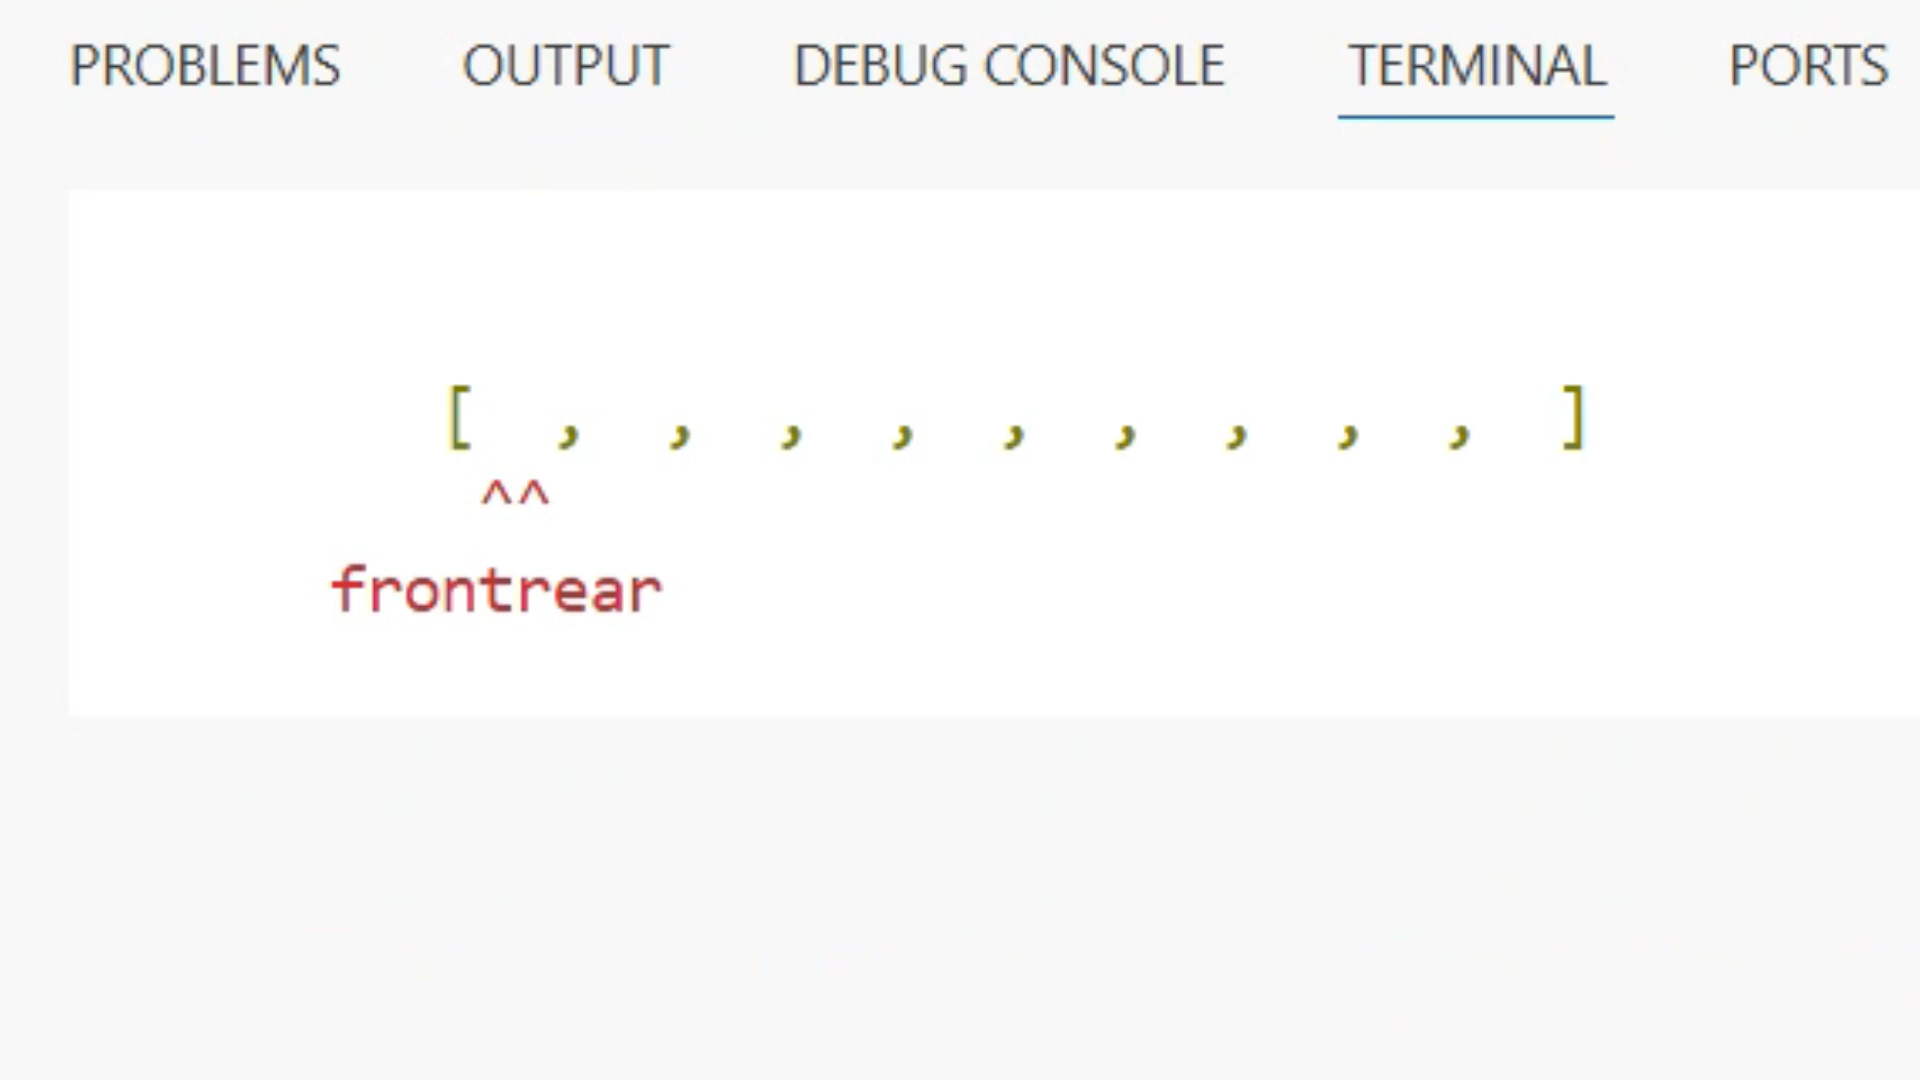 PROBLEMS OUTPUT DEBUG CONSOLE TERMINAL PORTS
[  ,  ,  ,  ,  ,  ,  ,  ,  ,  ]
^^
frontrear